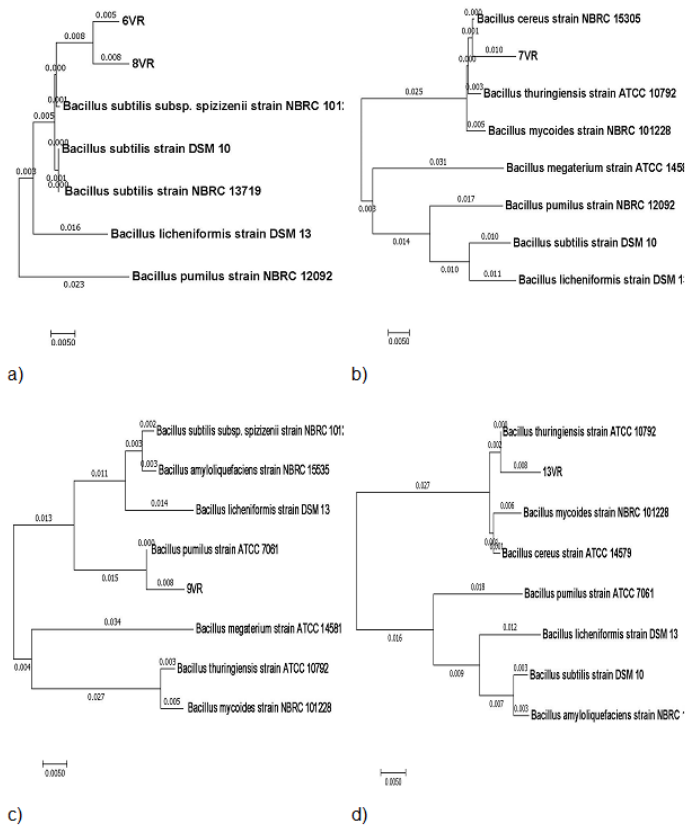 0.005
6VR
0.008
0.008
8VR
0.000
0.001
Bacillus subtilis subsp. spizizenii strain NBRC 101
0.005
0.000
Bacillus subtilis strain DSM 10
0.003
0.001
0.000
Bacillus subtilis strain NBRC 13719
0.016
Bacillus licheniformis strain DSM 13
Bacillus pumilus strain NBRC 12092
0.023
0.0050
a)
0.000
Bacillus cereus strain NBRC 15305
0.001
0.010
7VR
0.000
0.025
0.003
Bacillus thuringiensis strain ATCC 10792
0.005
Bacillus mycoides strain NBRC 101228
0.031
Bacillus megaterium strain ATCC 1458
0.003
0.017
Bacillus pumilus strain NBRC 12092
0.014
0.010
Bacillus subtilis strain DSM 10
0.010
0.011
Bacillus licheniformis strain DSM 1
0.0050
b)
0.002
Bacillus subtilis subsp. spizizenii strain NBRC 101
0.003
0.003
Bacillus amyloliquefaciens strain NBRC 15535
0.011
0.014
Bacillus licheniformis strain DSM 13
0.013
0.000
Bacillus pumilus strain ATCC 7061
0.015
0.008
9VR
0.034
Bacillus megaterium strain ATCC 14581
0.004
0.003
Bacillus thuringiensis strain ATCC 10792
0.027
0.005
Bacillus mycoides strain NBRC 101228
0.0050
c)
0.000
Bacillus thuringiensis strain ATCC 10792
0.002
0.008
13VR
0.027
0.006
Bacillus mycoides strain NBRC 101228
0.001
Bacillus cereus strain ATCC 14579
0.018
Bacillus pumilus strain ATCC 7061
0.016
0.012
Bacillus licheniformis strain DSM 13
0.009
0.003
Bacillus subtilis strain DSM 10
0.007
0.003
Bacillus amyloliquefaciens strain NBRC
0.0050
d)